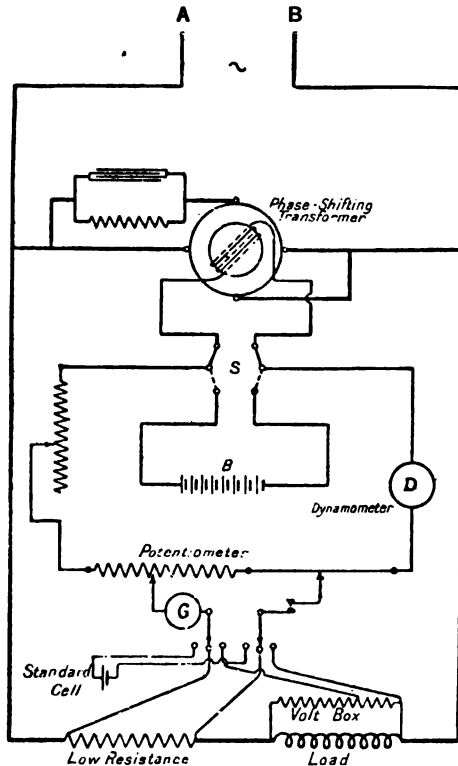 A B
~
Phase-Shifting
Transformer
S
B
D
Dynamometer
Potentiometer
G
Standard
Cell
Volt Box
Low Resistance
Load